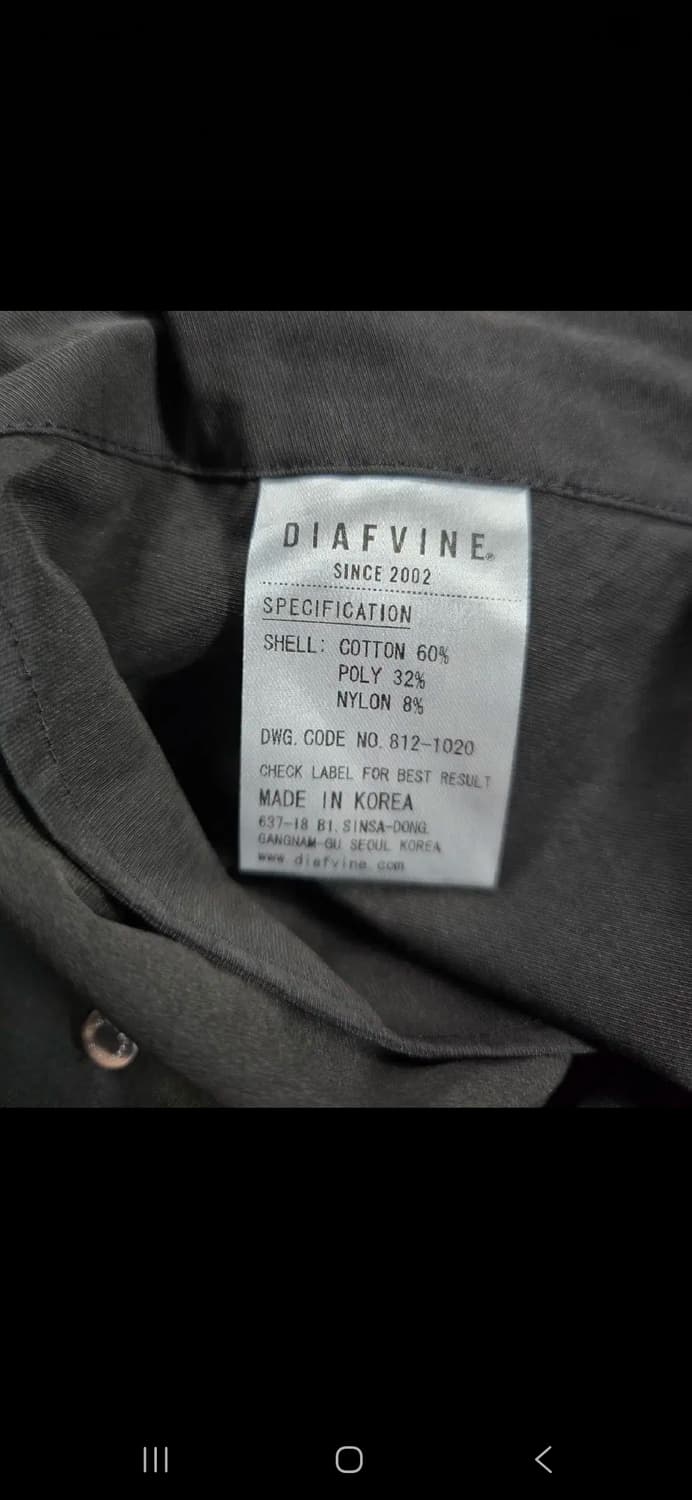 DIAFVINE®
SINCE 2002
SPECIFICATION
SHELL: COTTON 60%
POLY 32%
NYLON 8%
DWG. CODE NO. 812-1020
CHECK LABEL FOR BEST RESULT
MADE IN KOREA
637-18 B1, SINSA-DONG.
GANGNAM-GU SEOUL KOREA
www.diafvine.com